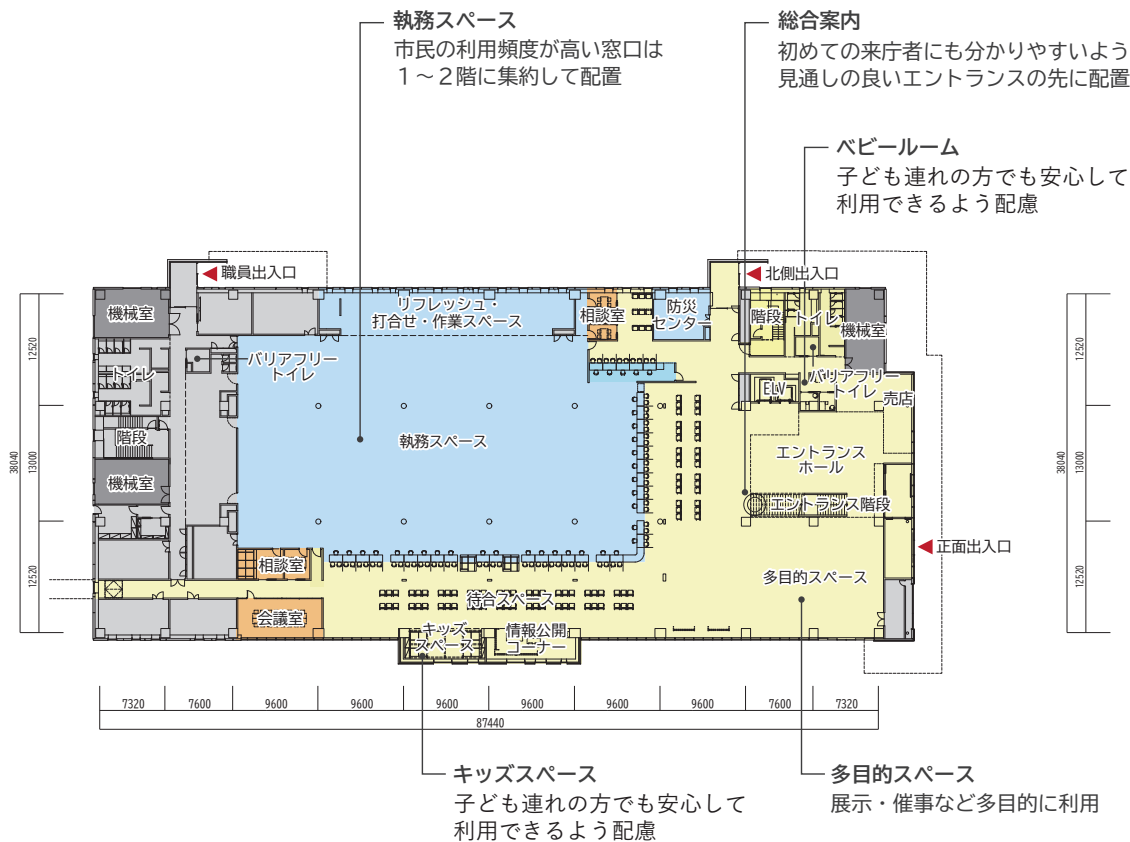 執務スペース
市民の利用頻度が高い窓口は
１～２階に集約して配置
総合案内
初めての来庁者にも分かりやすいよう
見通しの良いエントランスの先に配置
ベビールーム
子ども連れの方でも安心して
利用できるよう配慮
職員出入口
北側出入口
機械室
リフレッシュ・
打合せ・作業スペース
相談室
防災
センター
階段
トイレ
機械室
バリアフリー
トイレ
トイレ
ELV
バリアフリー
トイレ
売店
階段
執務スペース
エントランス
ホール
機械室
エントランス階段
正面出入口
相談室
多目的スペース
待合スペース
会議室
キッズ
スペース
情報公開
コーナー
12520
13000
12520
38040
12520
13000
12520
38040
7320
7600
9600
9600
9600
9600
9600
7600
7320
87440
キッズスペース
子ども連れの方でも安心して
利用できるよう配慮
多目的スペース
展示・催事など多目的に利用